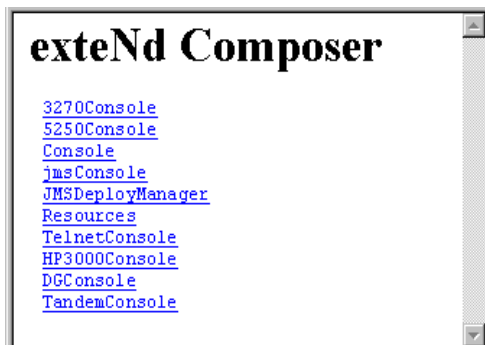 exteNd Composer
3270Console
5250Console
Console
jmsConsole
JMSDeployManager
Resources
TelnetConsole
HP3000Console
DGConsole
TandemConsole